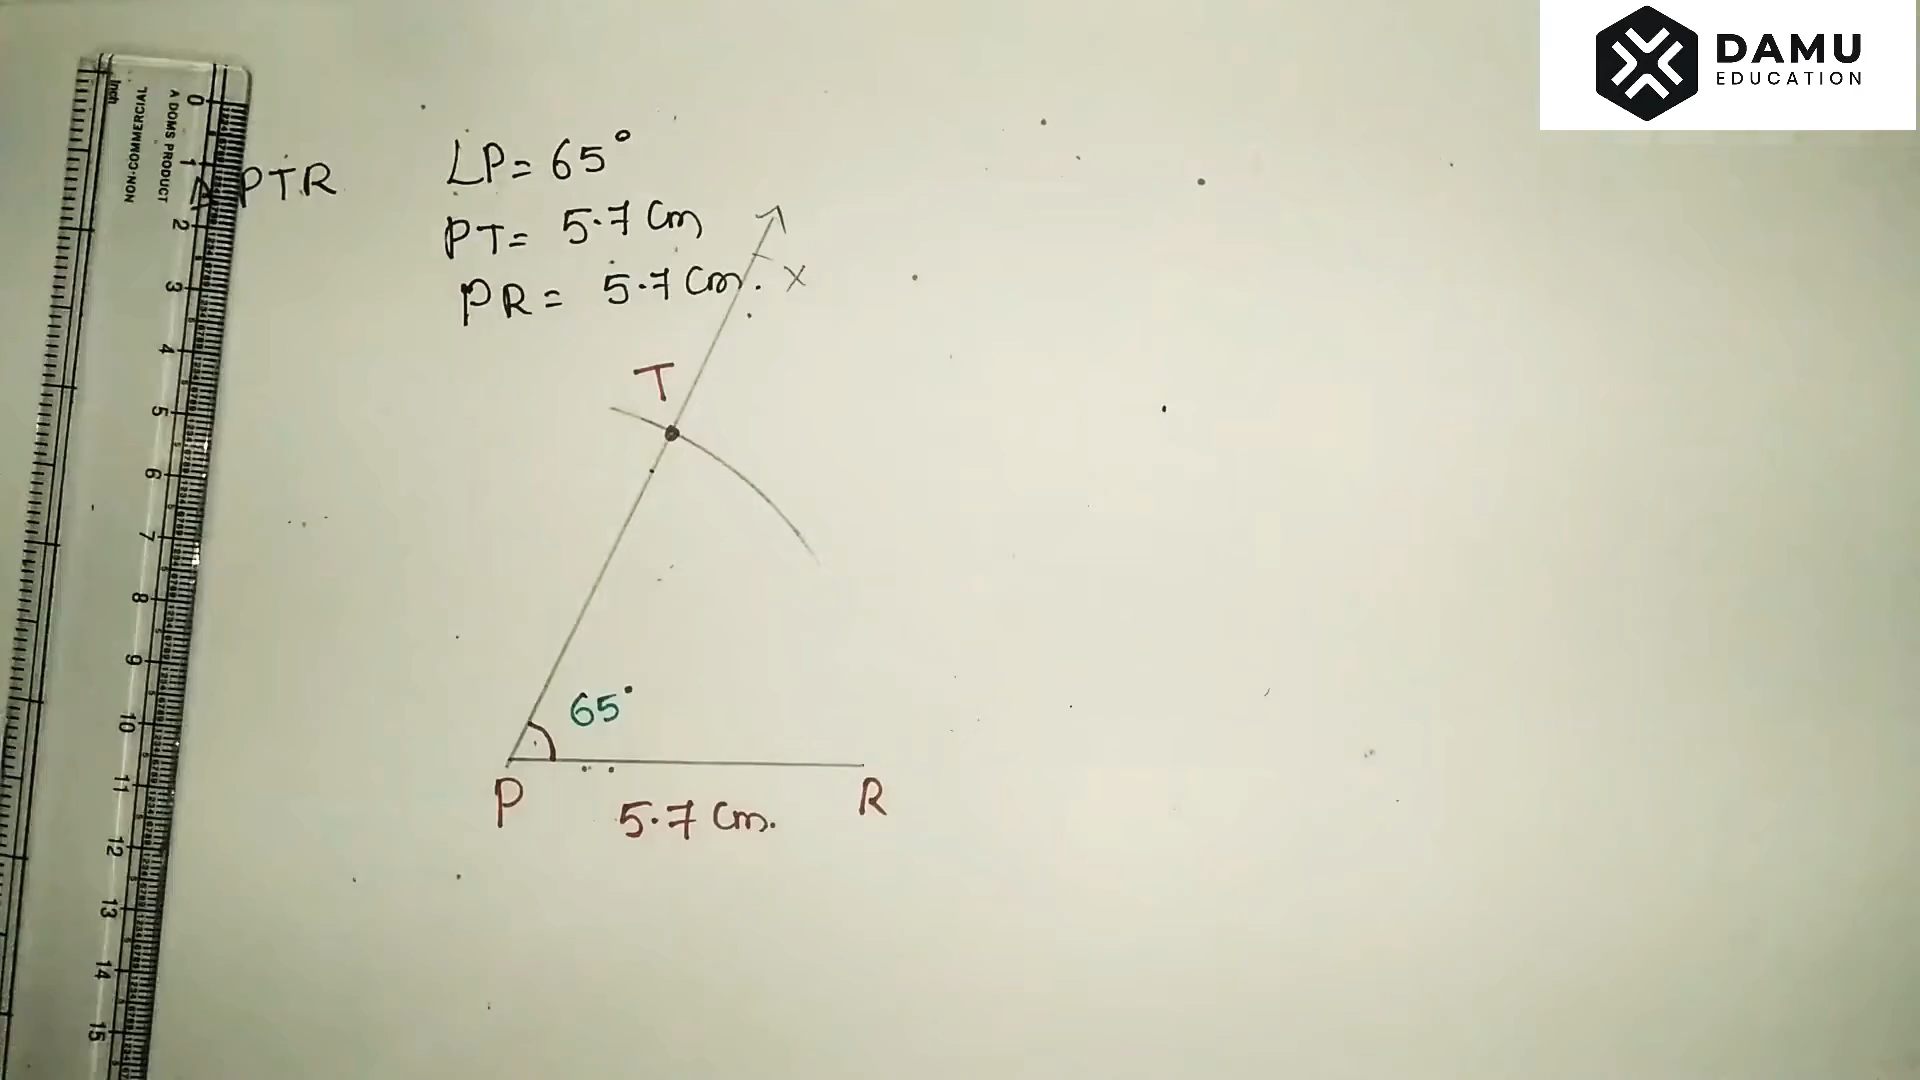 DAMU
EDUCATION
Inch
NON-COMMERCIAL
A DOMS PRODUCT
0
1
2
3
4
5
6
7
8
9
10
11
12
13
14
15
△ PTR
∠P= 65°
PT= 5.7 Cm
PR= 5.7 Cm.
X
T
65°
P
R
5.7 Cm.